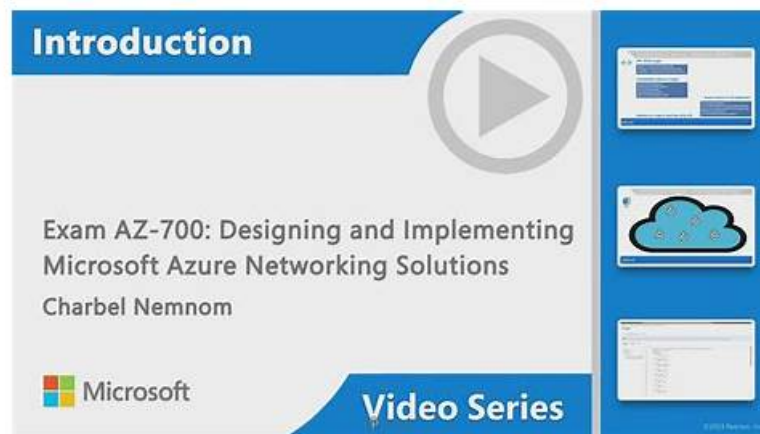 Introduction
Exam AZ-700: Designing and Implementing
Microsoft Azure Networking Solutions
Charbel Nemnom
Microsoft
Video Series